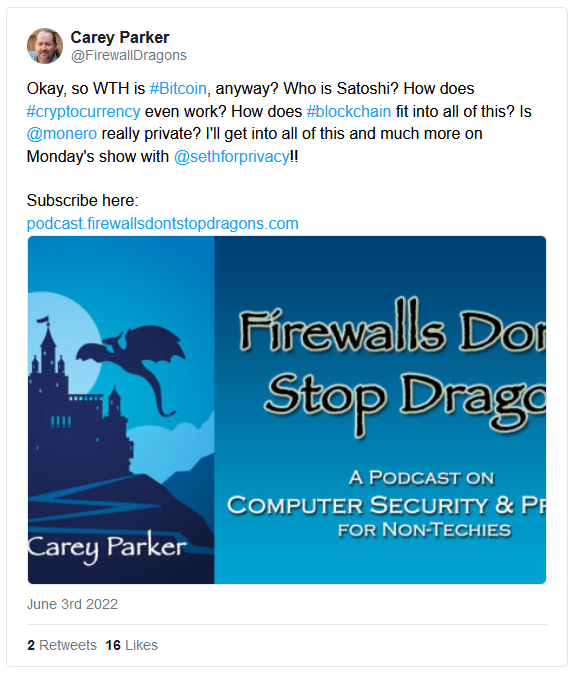 Carey Parker
@FirewallDragons
Okay, so WTH is #Bitcoin, anyway? Who is Satoshi? How does
#cryptocurrency even work? How does #blockchain fit into all of this? Is
@monero really private? I'll get into all of this and much more on
Monday's show with @sethforprivacy!!
Subscribe here:
podcast.firewallsdontstopdragons.com
Firewalls Don
Stop Drago
A Podcast on
Computer Security & Pr
for Non-Techies
Carey Parker
June 3rd 2022
2 Retweets 16 Likes